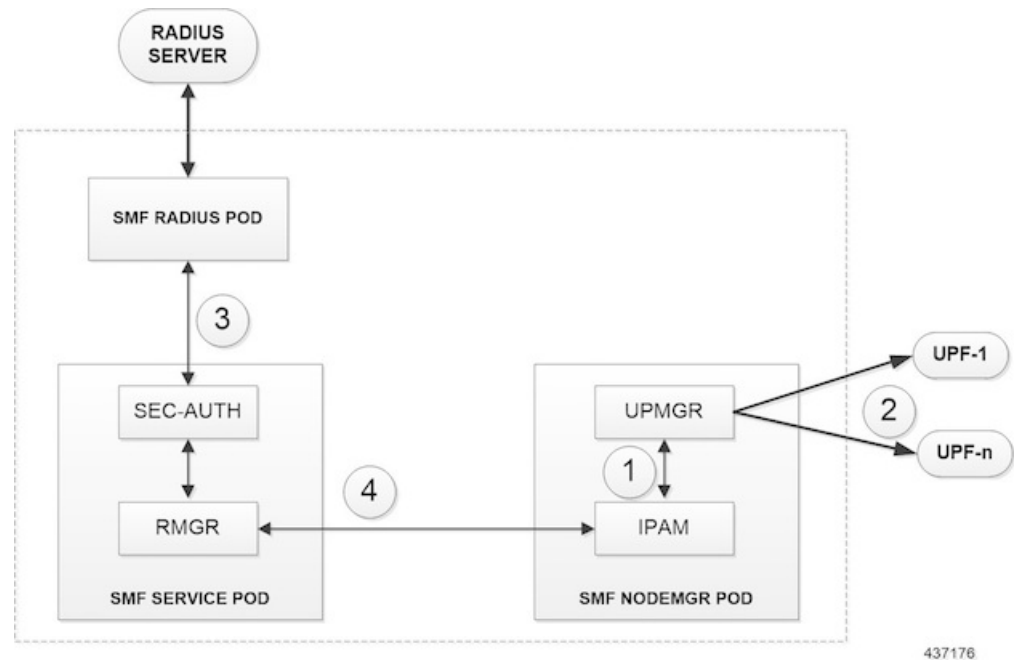 RADIUS
SERVER
SMF RADIUS POD
3
SEC-AUTH
UPMGR
UPF-1
2
UPF-n
1
4
RMGR
IPAM
SMF SERVICE POD
SMF NODEMGR POD
437176